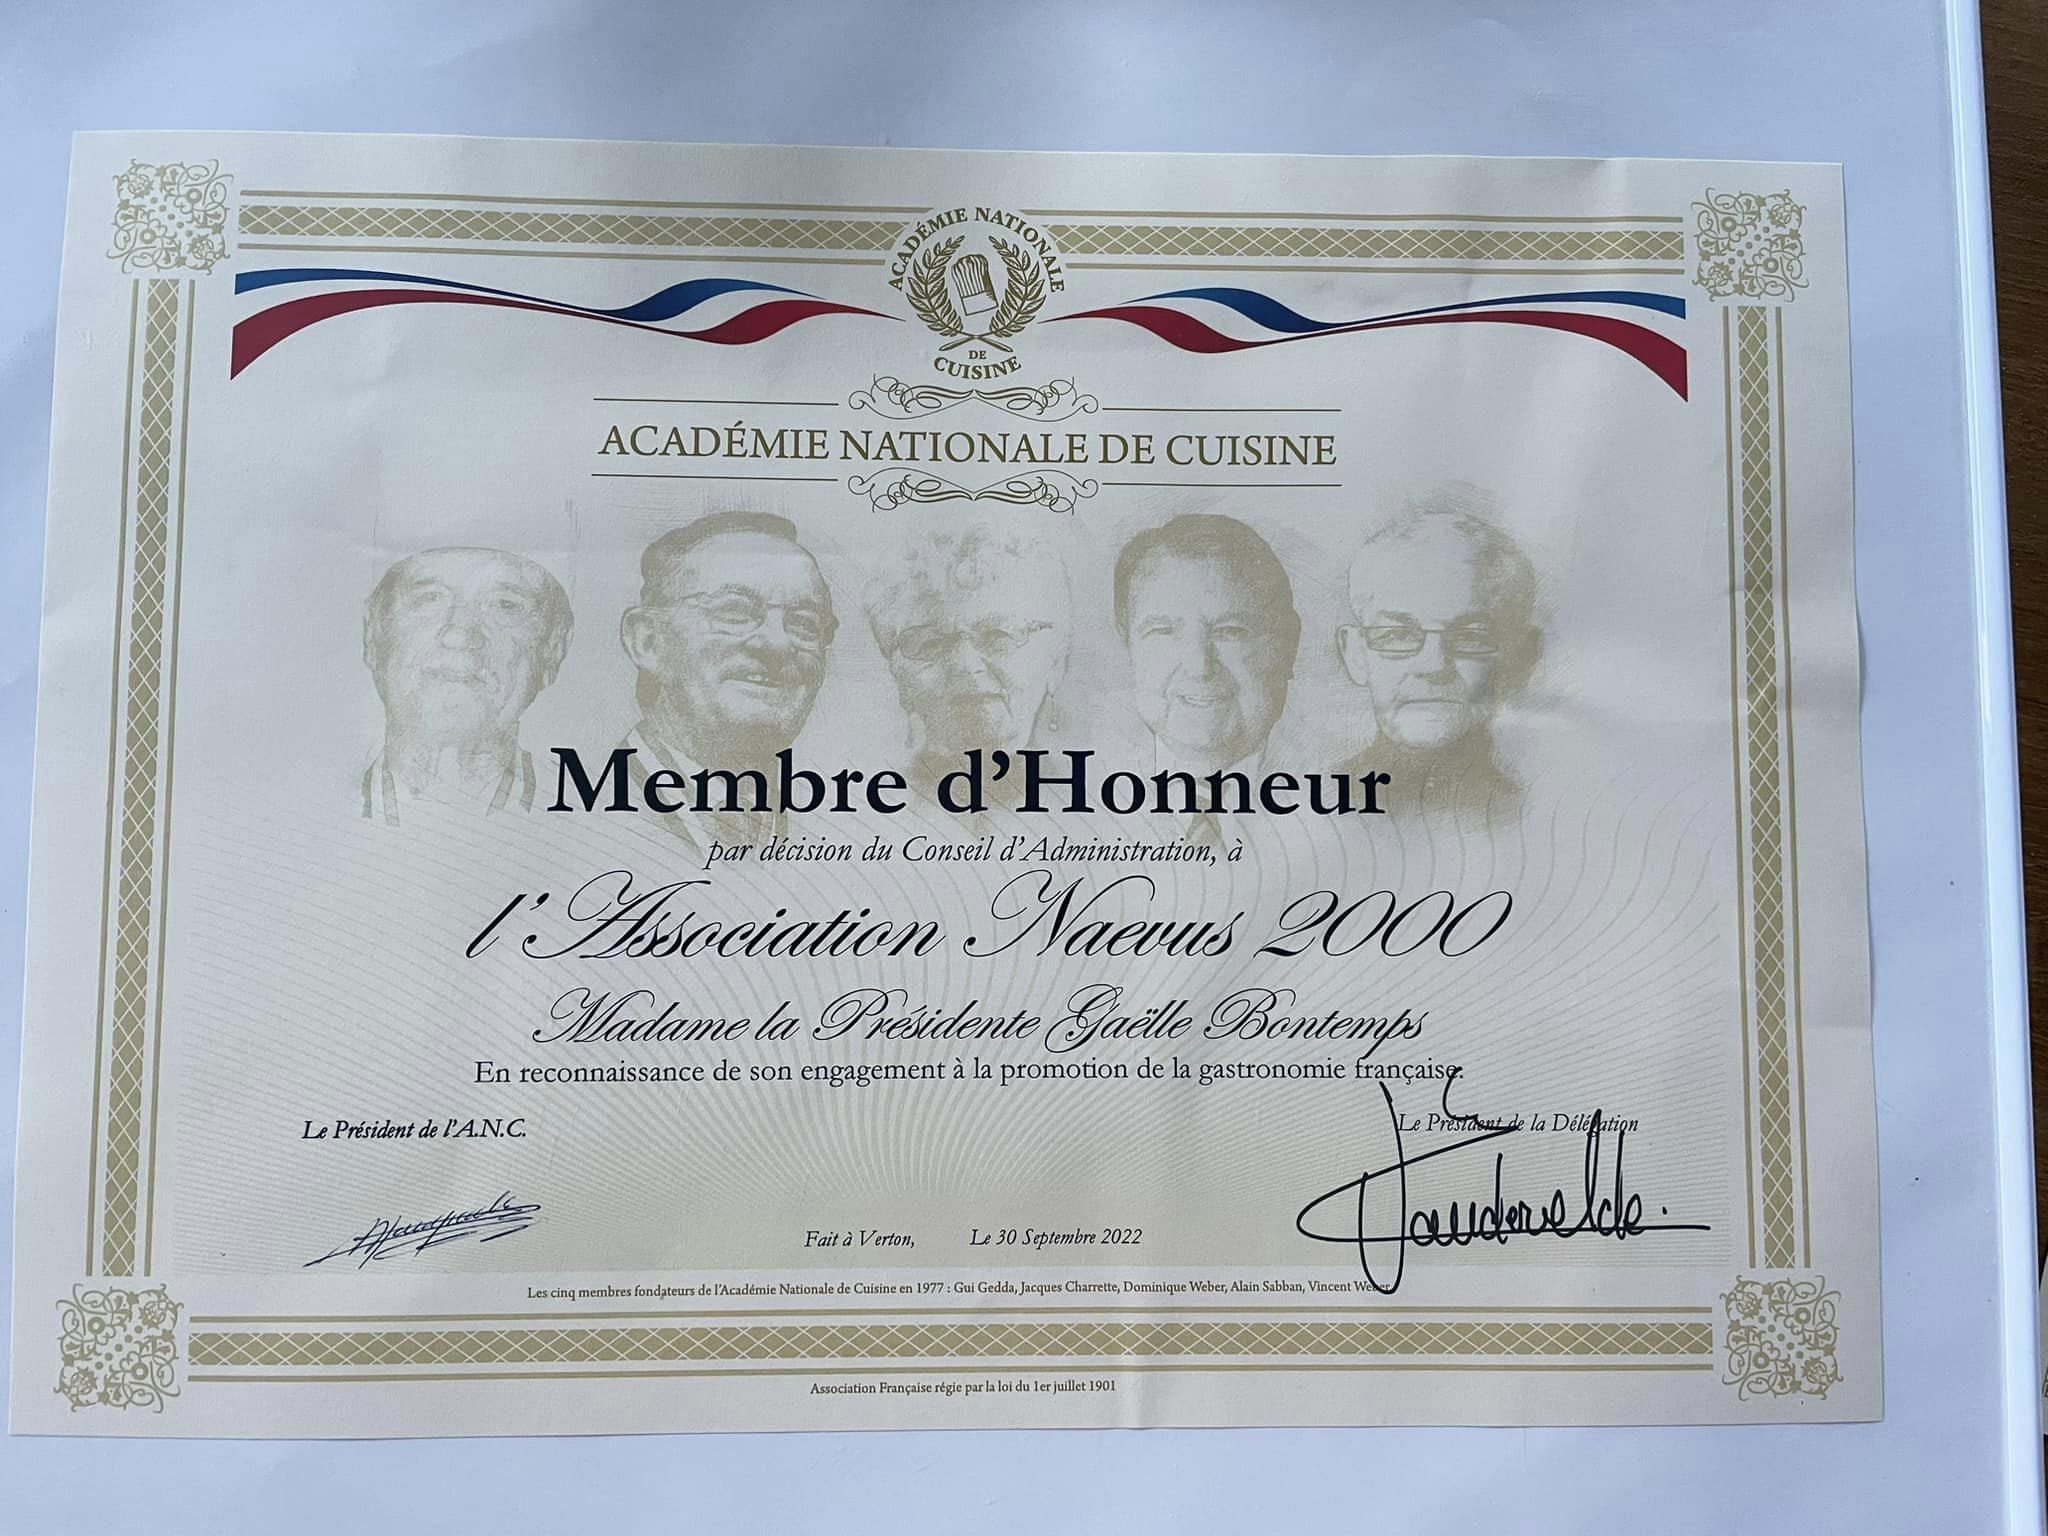 ACADÉMIE NATIONALE
DE
CUISINE
ACADÉMIE NATIONALE DE CUISINE
Membre d'Honneur
par décision du Conseil d'Administration, à
l'Association Naevus 2000
Madame la Présidente Gaëlle Bontemps
En reconnaissance de son engagement à la promotion de la gastronomie française.
Le Président de l'A.N.C.
Le Président de la Délégation
Vandervelde.
Fait à Verton, Le 30 Septembre 2022
Les cinq membres fondateurs de l'Académie Nationale de Cuisine en 1977 : Gui Gedda, Jacques Charrette, Dominique Weber, Alain Sabban, Vincent Weber
Association Française régie par la loi du 1er juillet 1901